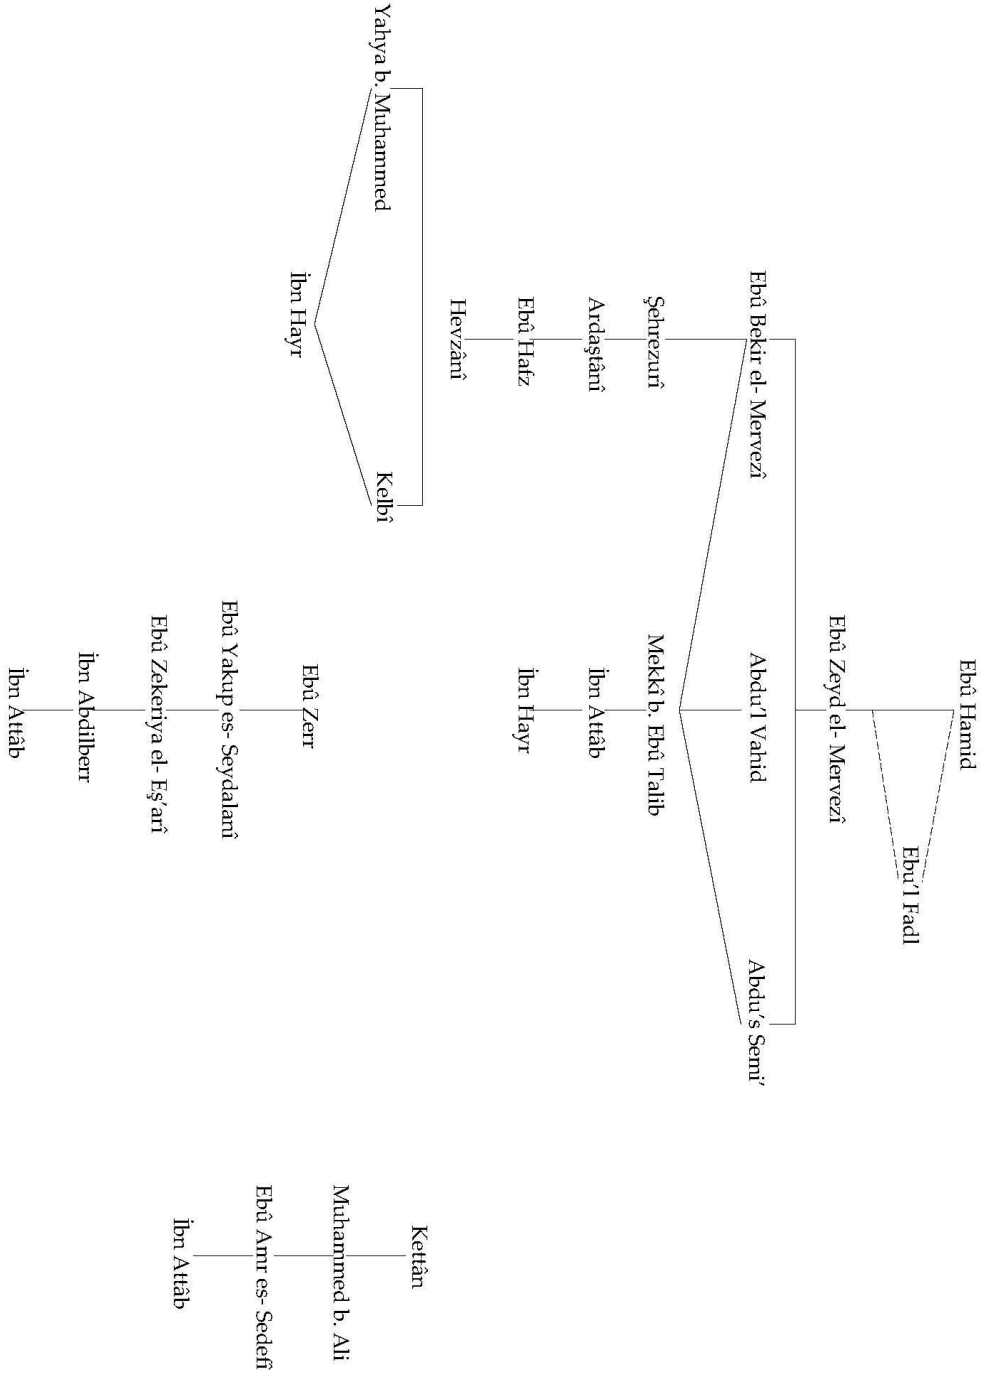 Ebû Hamid
Ebu'l Fadl
Ebû Zeyd el- Mervezî
Ebû Bekir el- Mervezî
Abdu'l Vahid
Abdu's Semi'
Şehrezurî
Mekkî b. Ebû Talib
Ardaştânî
İbn Attâb
Ebû Hafz
İbn Hayr
Hevzânî
Kettân
Yahya b. Muhammed
Kelbî
Muhammed b. Ali
İbn Hayr
Ebû Zerr
Ebû Amr es- Sedefî
Ebû Yakup es- Seydalanî
İbn Attâb
Ebû Zekeriya el- Eş'arî
İbn Abdilberr
İbn Attâb